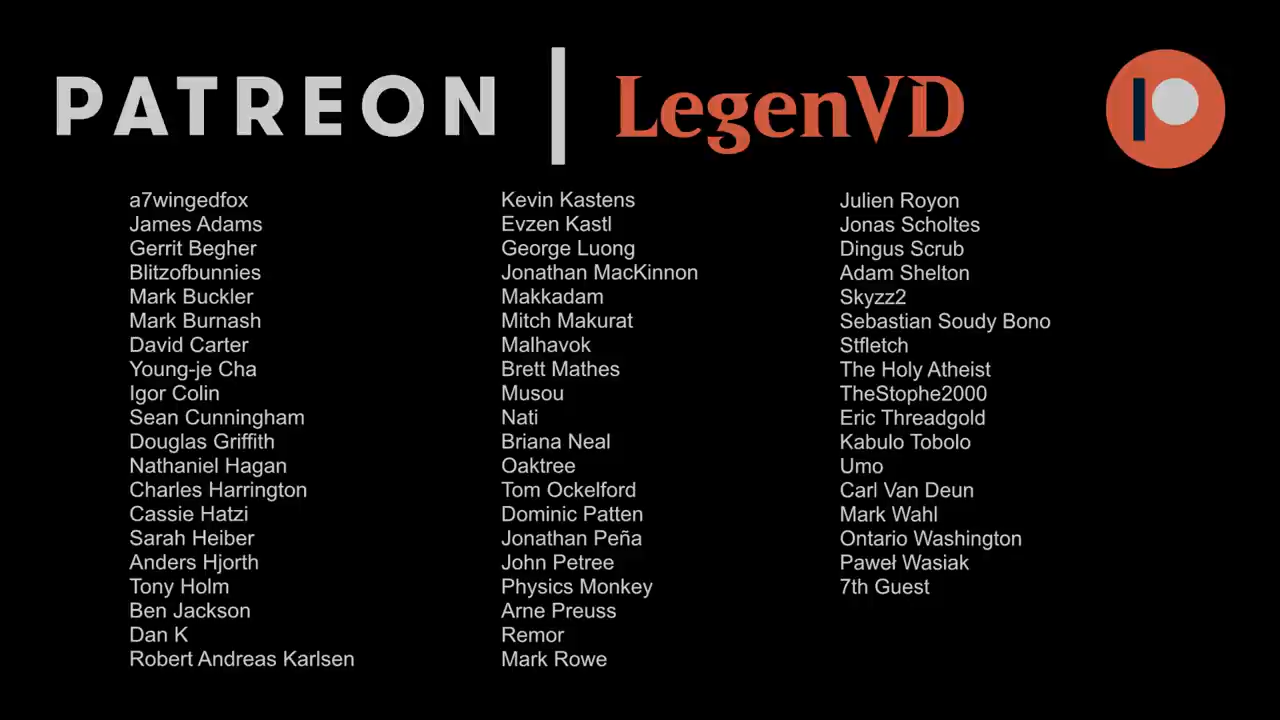 PATREON | LegenVD
a7wingedfox
James Adams
Gerrit Begher
Blitzofbunnies
Mark Buckler
Mark Burnash
David Carter
Young-je Cha
Igor Colin
Sean Cunningham
Douglas Griffith
Nathaniel Hagan
Charles Harrington
Cassie Hatzi
Sarah Heiber
Anders Hjorth
Tony Holm
Ben Jackson
Dan K
Robert Andreas Karlsen
Kevin Kastens
Evzen Kastl
George Luong
Jonathan MacKinnon
Makkadam
Mitch Makurat
Malhavok
Brett Mathes
Musou
Nati
Briana Neal
Oaktree
Tom Ockelford
Dominic Patten
Jonathan Peña
John Petree
Physics Monkey
Arne Preuss
Remor
Mark Rowe
Julien Royon
Jonas Scholtes
Dingus Scrub
Adam Shelton
Skyzz2
Sebastian Soudy Bono
Stfletch
The Holy Atheist
TheStophe2000
Eric Threadgold
Kabulo Tobolo
Umo
Carl Van Deun
Mark Wahl
Ontario Washington
Paweł Wasiak
7th Guest